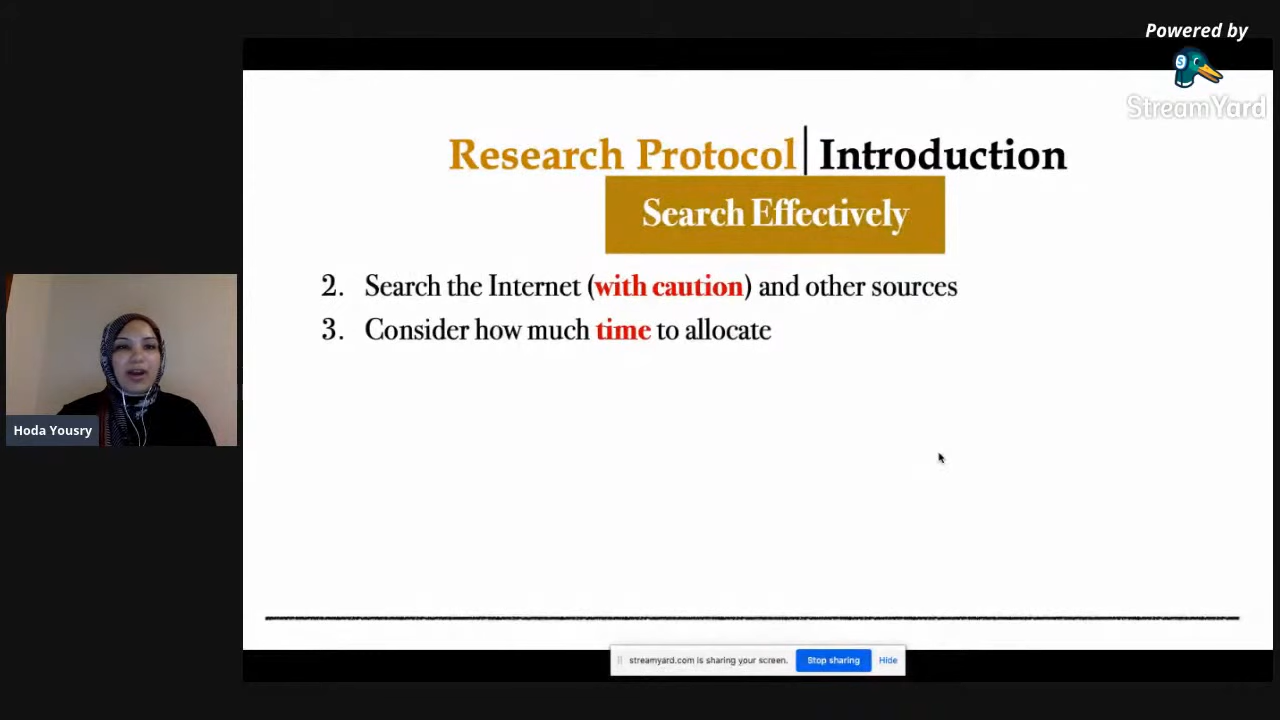 Powered by
StreamYard
Research Protocol | Introduction
Search Effectively
2. Search the Internet (with caution) and other sources
3. Consider how much time to allocate
Hoda Yousry
streamyard.com is sharing your screen. Stop sharing Hide